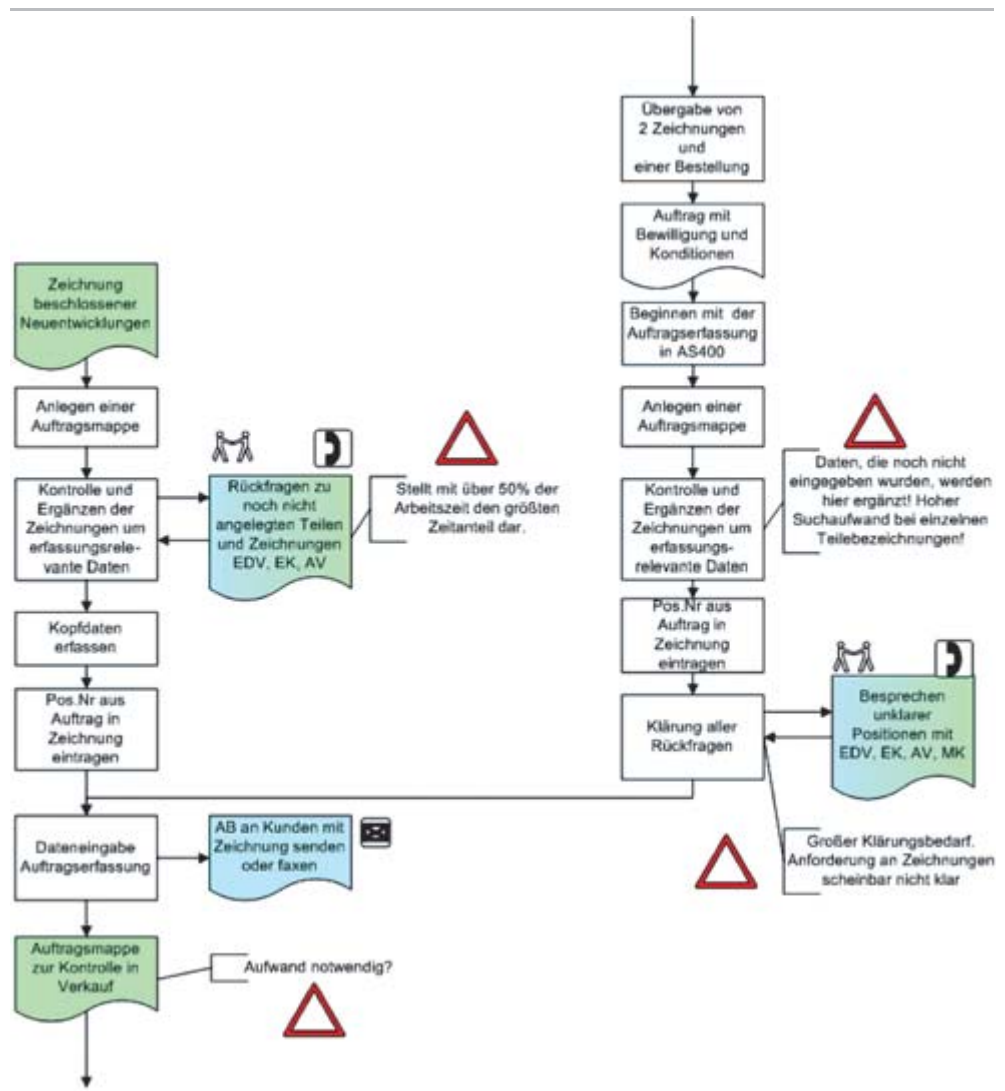 Übergabe von
2 Zeichnungen
und
einer Bestellung
Auftrag mit
Bewilligung und
Konditionen
Beginnen mit der
Auftragserfassung
in AS400
Anlegen einer
Auftragsmappe
Kontrolle und
Ergänzen der
Zeichnungen um
erfassungs-
relevante Daten
Daten, die noch nicht
eingegeben wurden, werden
hier ergänzt! Hoher
Suchaufwand bei einzelnen
Teilebezeichnungen!
Pos.Nr aus
Auftrag in
Zeichnung
eintragen
Klärung aller
Rückfragen
Besprechen
unklarer
Positionen mit
EDV, EK, AV, MK
Großer Klärungsbedarf.
Anforderung an Zeichnungen
scheinbar nicht klar
Zeichnung
beschlossener
Neuentwicklungen
Anlegen einer
Auftragsmappe
Kontrolle und
Ergänzen der
Zeichnungen um
erfassungsrele-
vante Daten
Rückfragen zu
noch nicht
angelegten Teilen
und Zeichnungen
EDV, EK, AV
Stellt mit über 50% der
Arbeitszeit den größten
Zeitanteil dar.
Kopfdaten
erfassen
Pos.Nr aus
Auftrag in
Zeichnung
eintragen
Dateneingabe
Auftragserfassung
AB an Kunden mit
Zeichnung senden
oder faxen
Auftragsmappe
zur Kontrolle in
Verkauf
Aufwand notwendig?